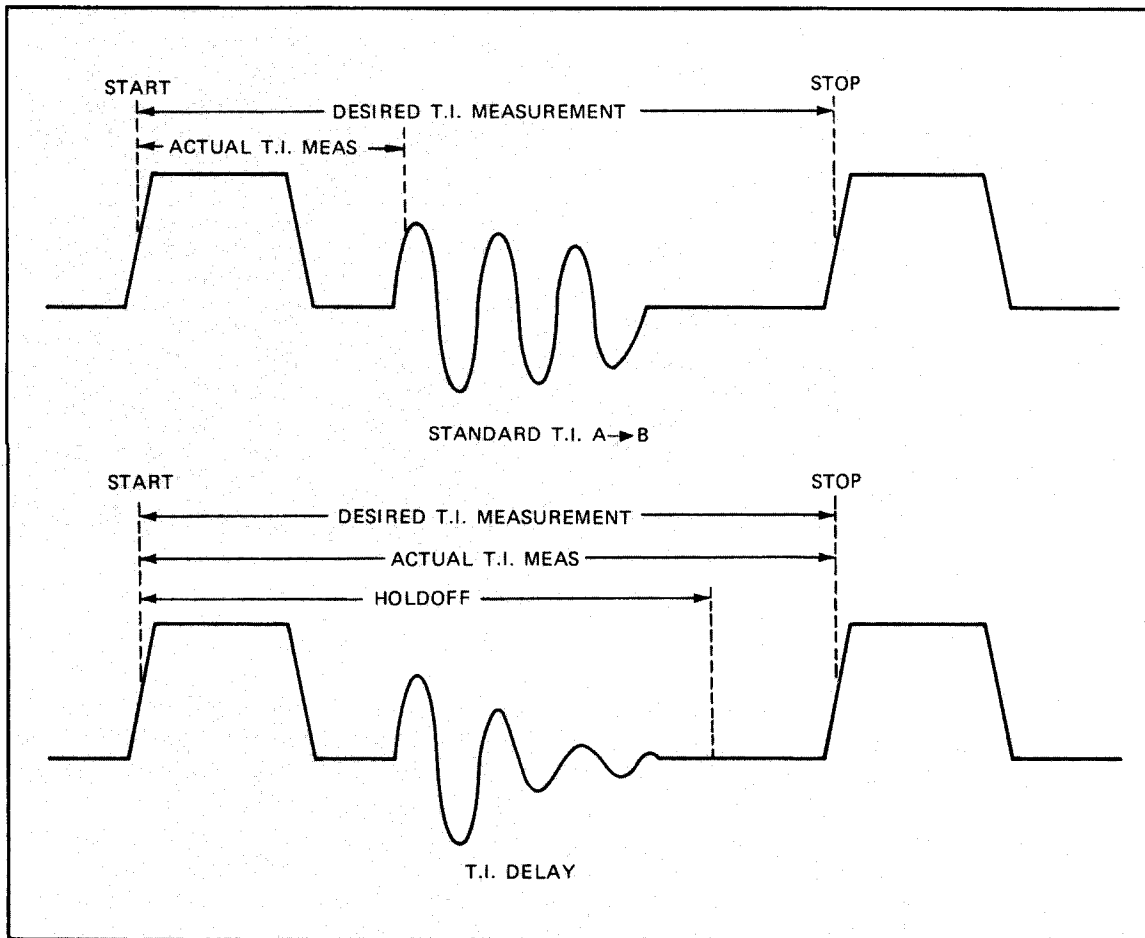 START
STOP
DESIRED T.I. MEASUREMENT
ACTUAL T.I. MEAS
STANDARD T.I. A→B
START
STOP
DESIRED T.I. MEASUREMENT
ACTUAL T.I. MEAS
HOLDOFF
T.I. DELAY